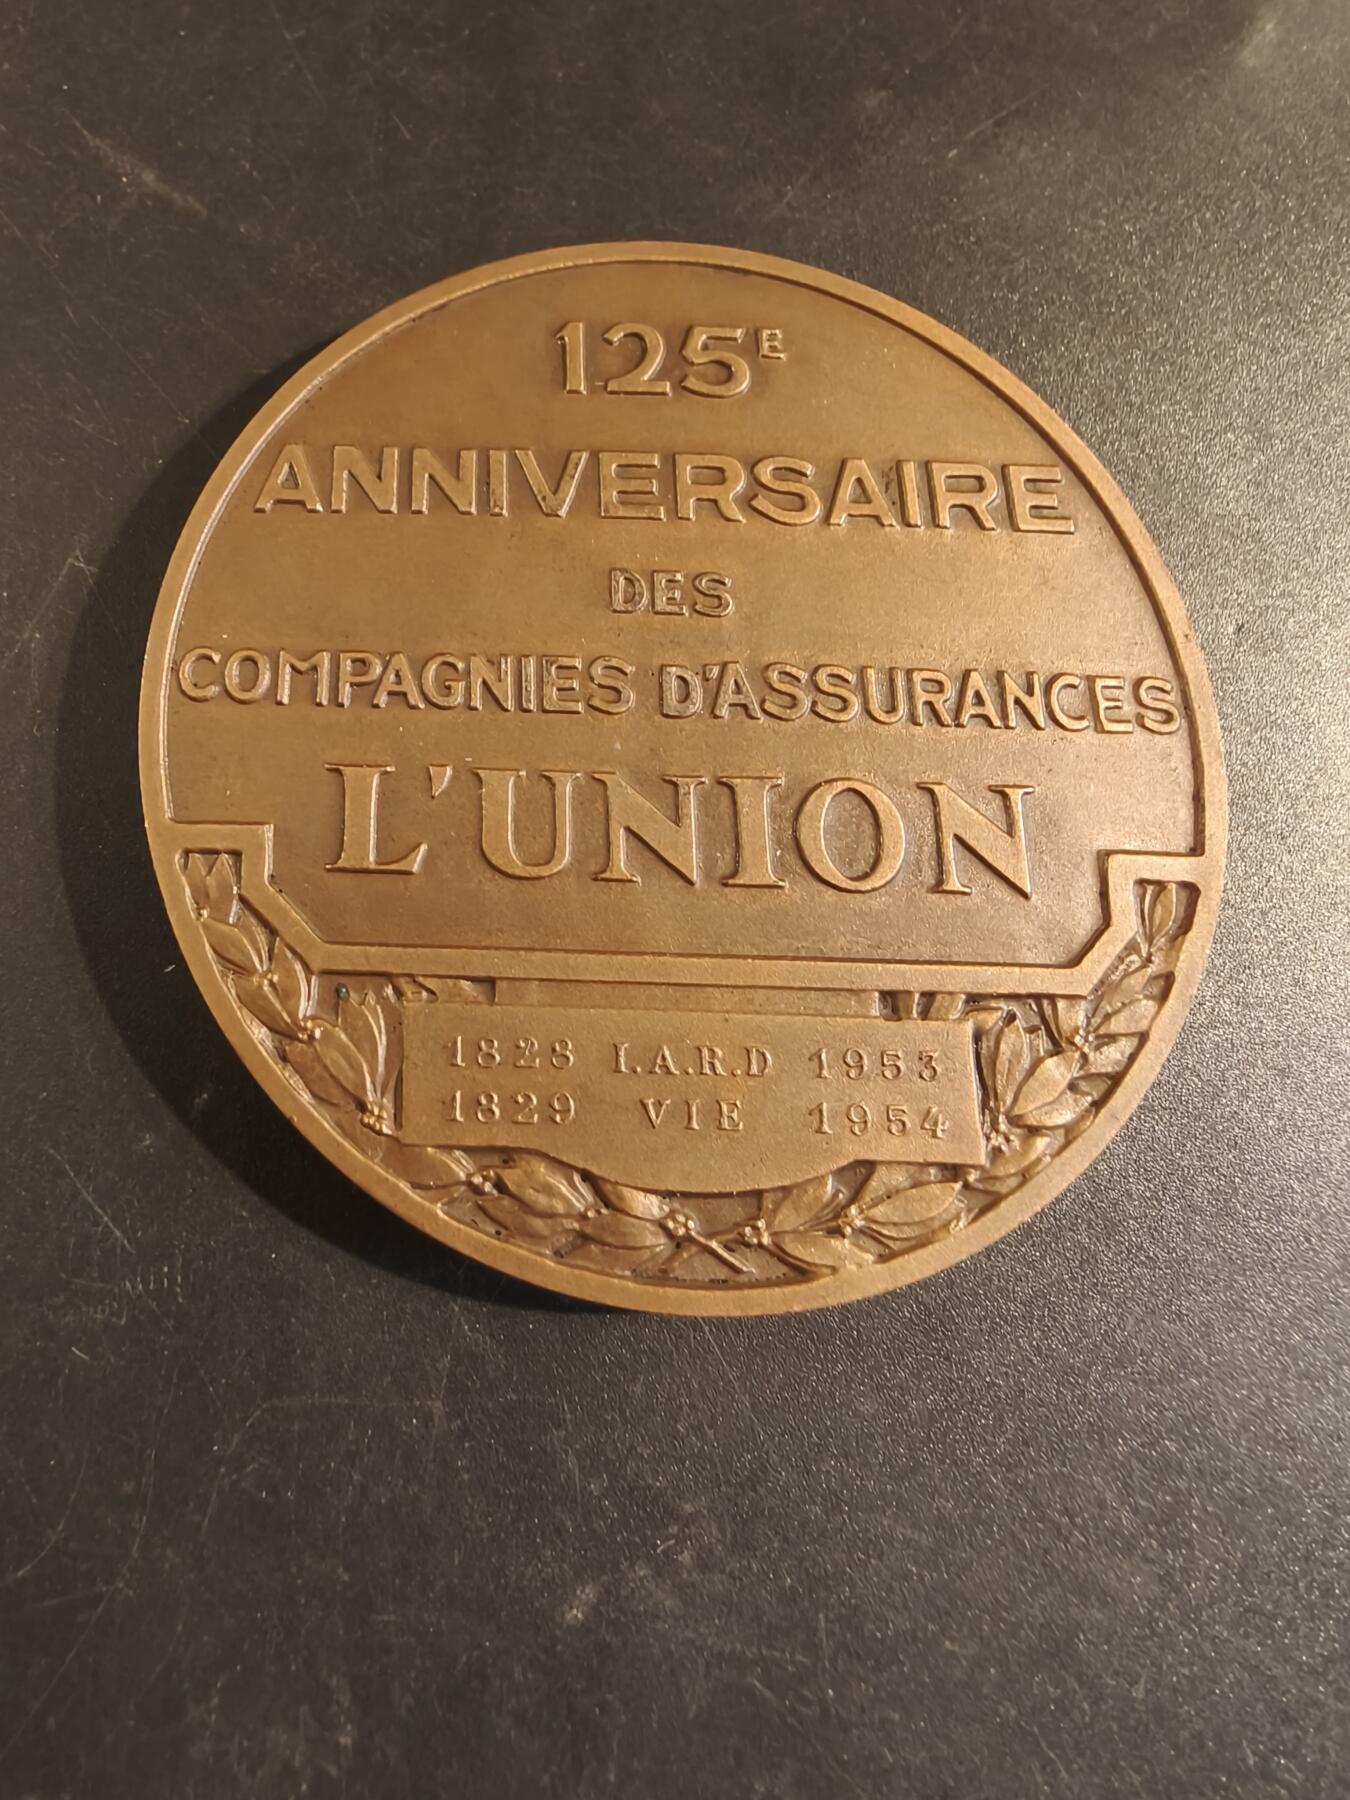 125E
ANNIVERSAIRE
DES
COMPAGNIES D'ASSURANCES
L'UNION
1828 I.A.R.D 1953
1829 VIE 1954